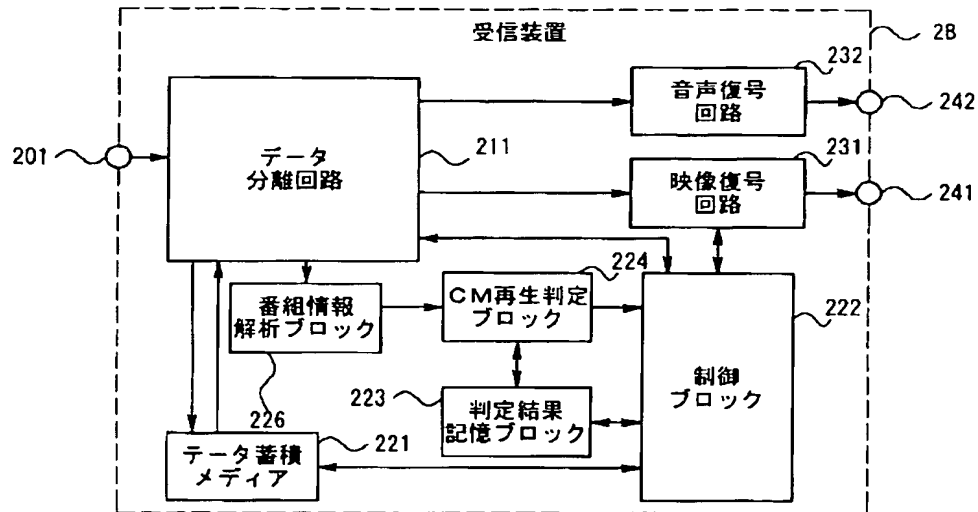 受信装置
2B
232
音声復号
回路
242
201
データ
分離回路
211
231
映像復号
回路
241
224
番組情報
解析ブロック
CM再生判定
ブロック
222
制御
ブロック
226
223
判定結果
記憶ブロック
データ蓄積
メディア
221